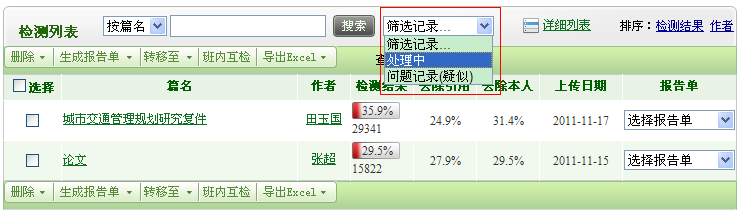 检测列表 按篇名 搜索 筛选记录... 详细列表 排序：检测结果 作者
筛选记录...
处理中
问题记录(疑似)
删除 生成报告单 转移至 班内互检 导出Excel
选择 篇名 作者 检测结果 去除引用 去除本人 上传日期 报告单
城市交通管理规划研究复件 田玉国 35.9% 24.9% 31.4% 2011-11-17 选择报告单
29341
论文 张超 29.5% 27.9% 29.5% 2011-11-15 选择报告单
15822
删除 生成报告单 转移至 班内互检 导出Excel